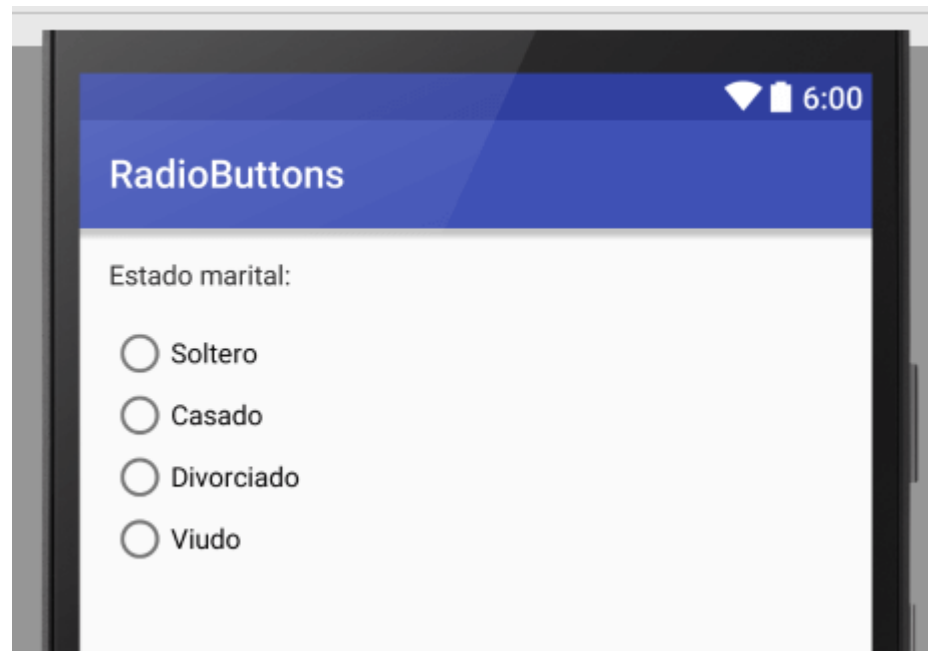 6:00
RadioButtons
Estado marital:
Soltero
Casado
Divorciado
Viudo